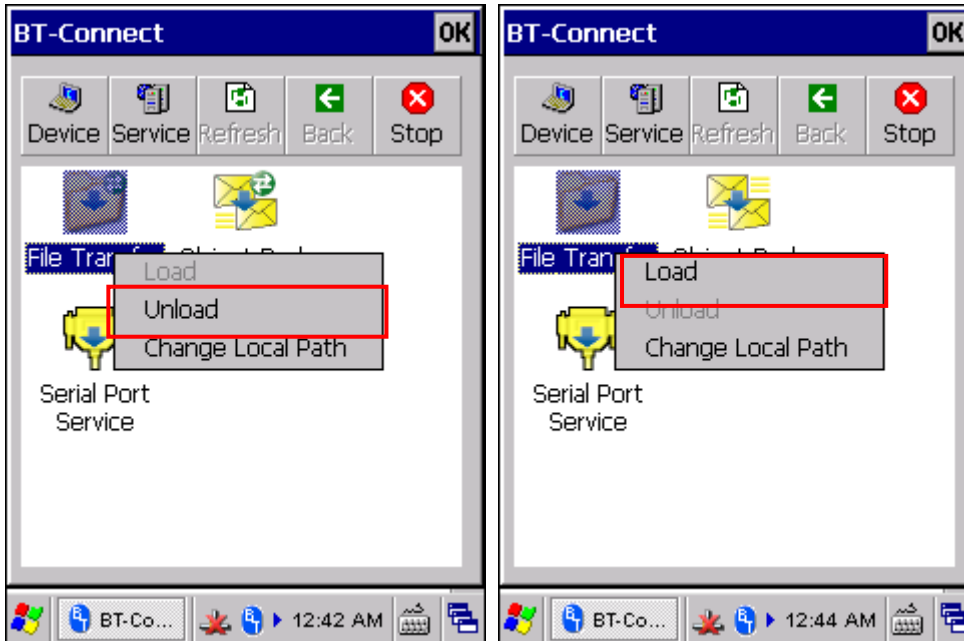 BT-Connect OK
Device Service Refresh Back Stop
File
Load
Unload
Change Local Path
Serial Port
Service
BT-Co... 12:42 AM
BT-Connect OK
Device Service Refresh Back Stop
File
Load
Unload
Change Local Path
Serial Port
Service
BT-Co... 12:44 AM